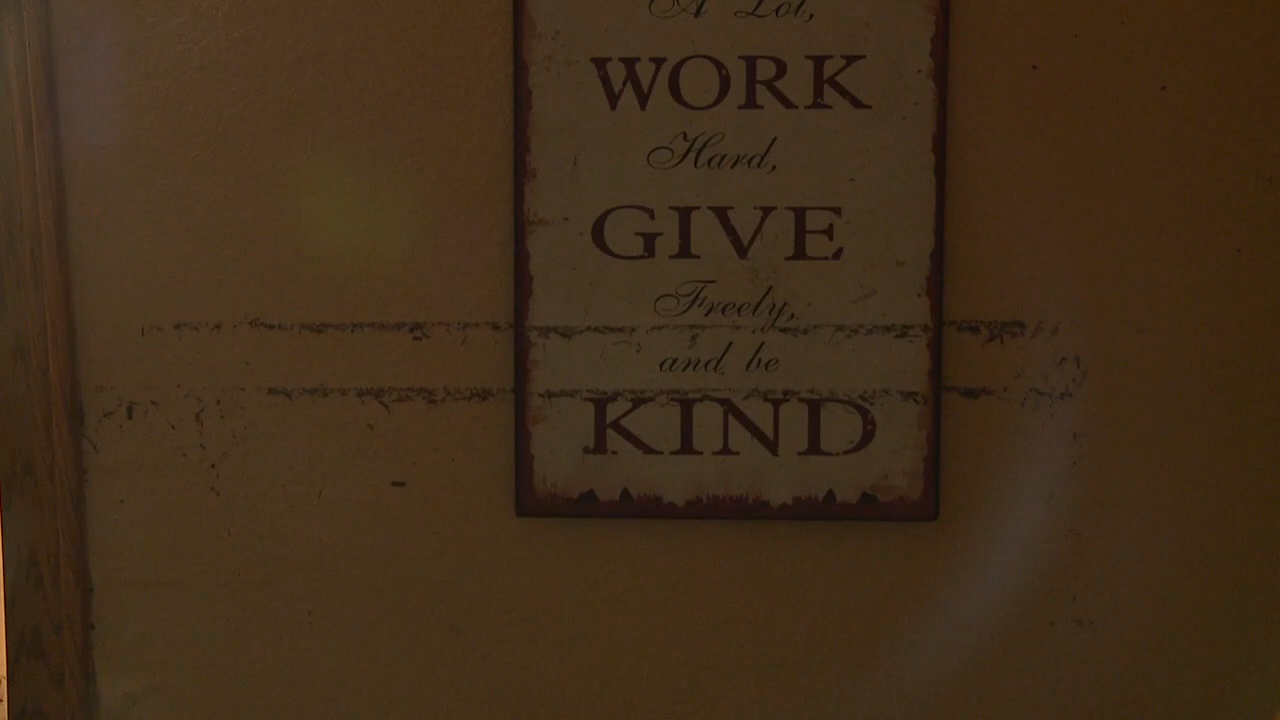 A Lot,
WORK
Hard,
GIVE
Freely,
and be
KIND